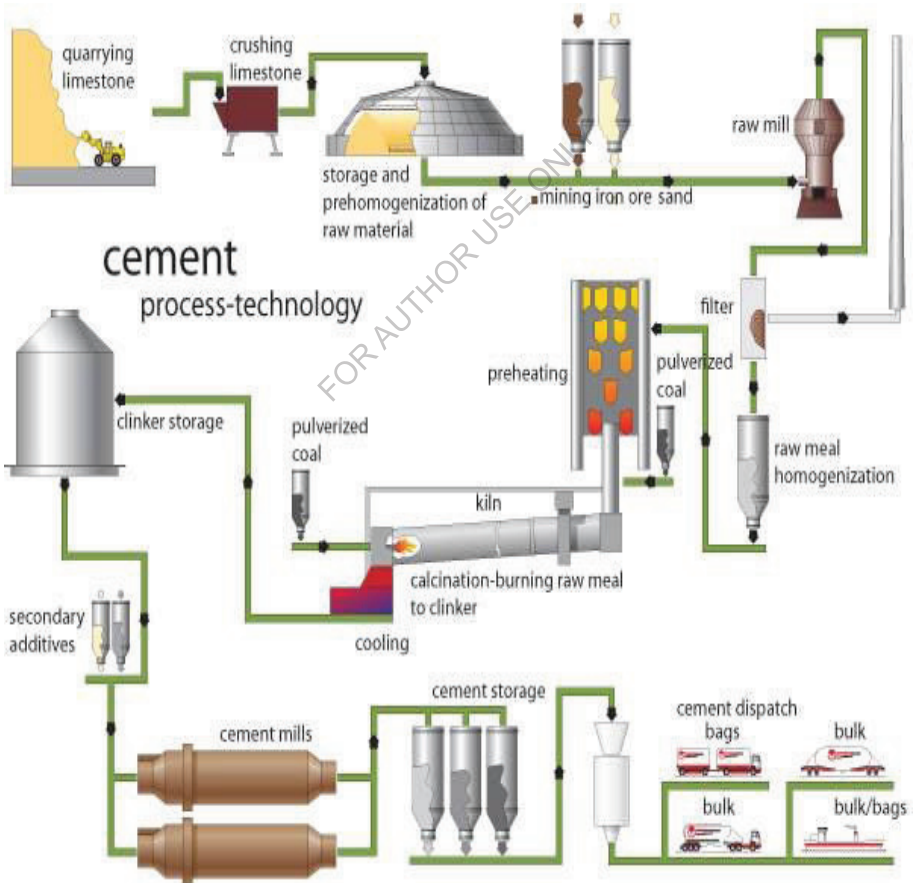 quarrying
limestone
crushing
limestone
storage and
prehomogenization of
raw material
mining iron ore sand
raw mill
FOR AUTHOR USE ONLY
cement
process-technology
filter
preheating
pulverized
coal
clinker storage
pulverized
coal
raw meal
homogenization
kiln
calcination-burning raw meal
to clinker
cooling
secondary
additives
cement storage
cement mills
cement dispatch
bags
bulk
bulk
bulk/bags